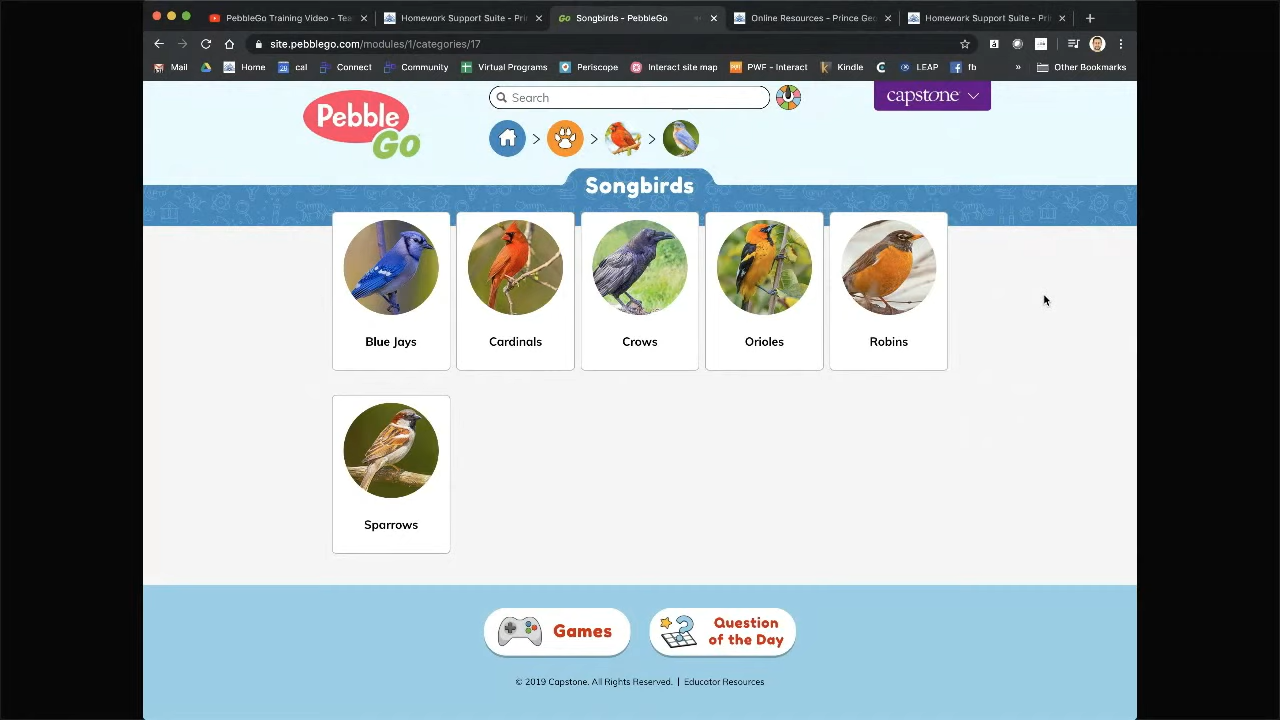 PebbleGo Training Video - Tea
Homework Support Suite - Prin
Songbirds - PebbleGo
Online Resources - Prince Geo
Homework Support Suite - Prin
site.pebblego.com/modules/1/categories/17
Mail
Home
cal
Connect
Community
Virtual Programs
Periscope
Interact site map
PWF - Interact
Kindle
LEAP
fb
»
Other Bookmarks
Pebble
Go
Search
capstone
Songbirds
Blue Jays
Cardinals
Crows
Orioles
Robins
Sparrows
Games
Question
of the Day
© 2019 Capstone. All Rights Reserved. | Educator Resources